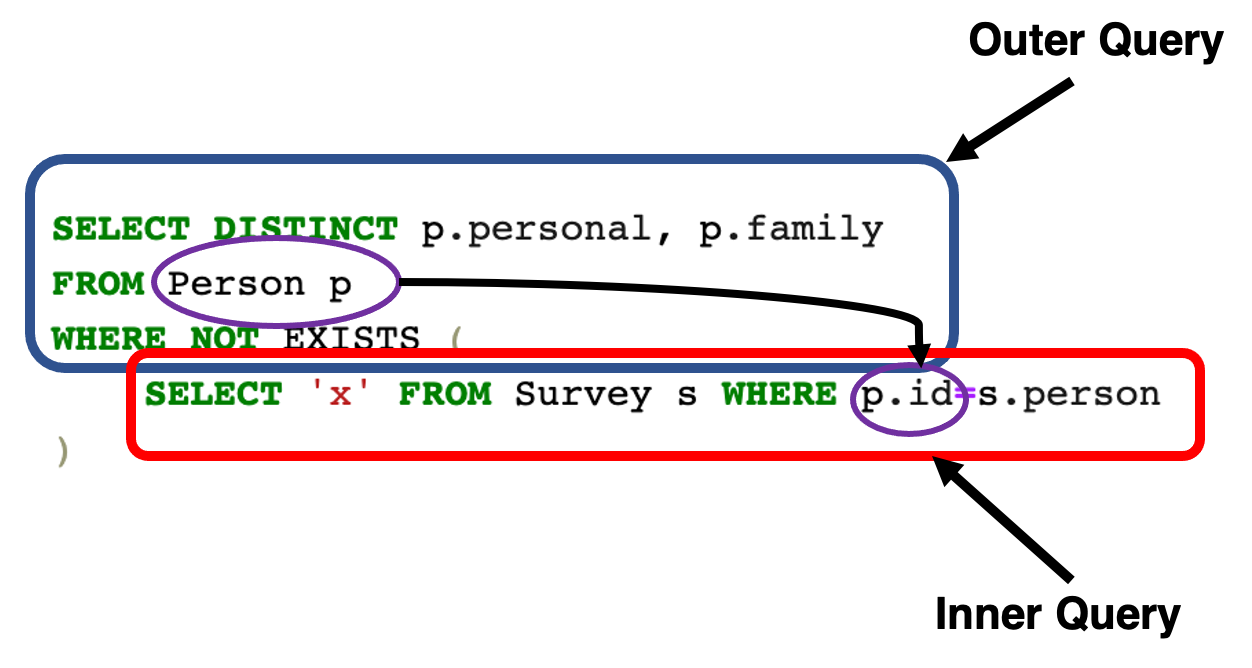 Outer Query
SELECT DISTINCT p.personal, p.family
FROM Person p
WHERE NOT EXISTS (
SELECT 'x' FROM Survey s WHERE p.id=s.person
)
Inner Query